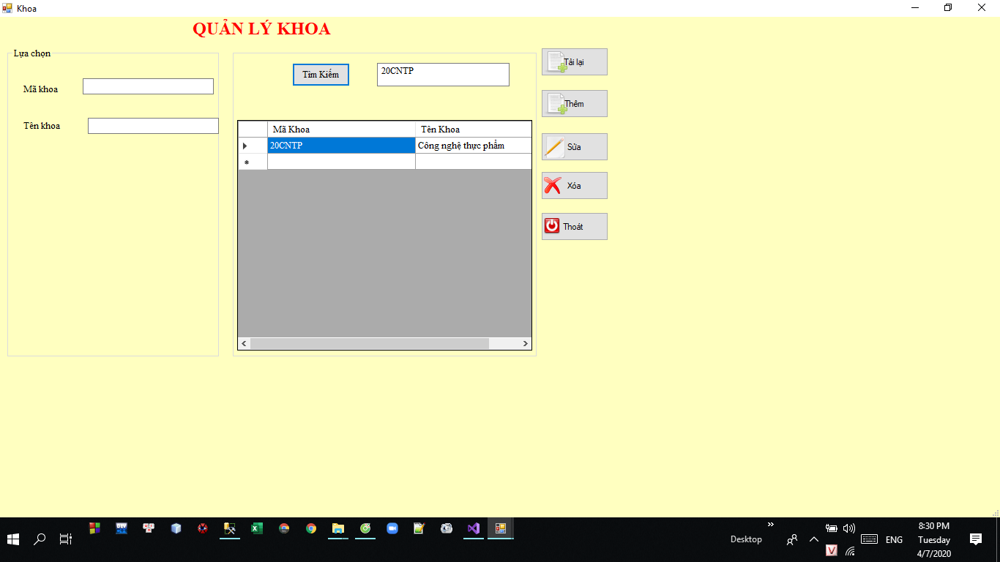 Khoa
QUẢN LÝ KHOA
Lựa chọn
Mã khoa
Tên khoa
Tìm Kiếm
20CNTP
Mã Khoa Tên Khoa
20CNTP Công nghệ thực phẩm
Tải lại
Thêm
Sửa
Xóa
Thoát
DEV
Desktop
V
ENG
8:30 PM
Tuesday
4/7/2020